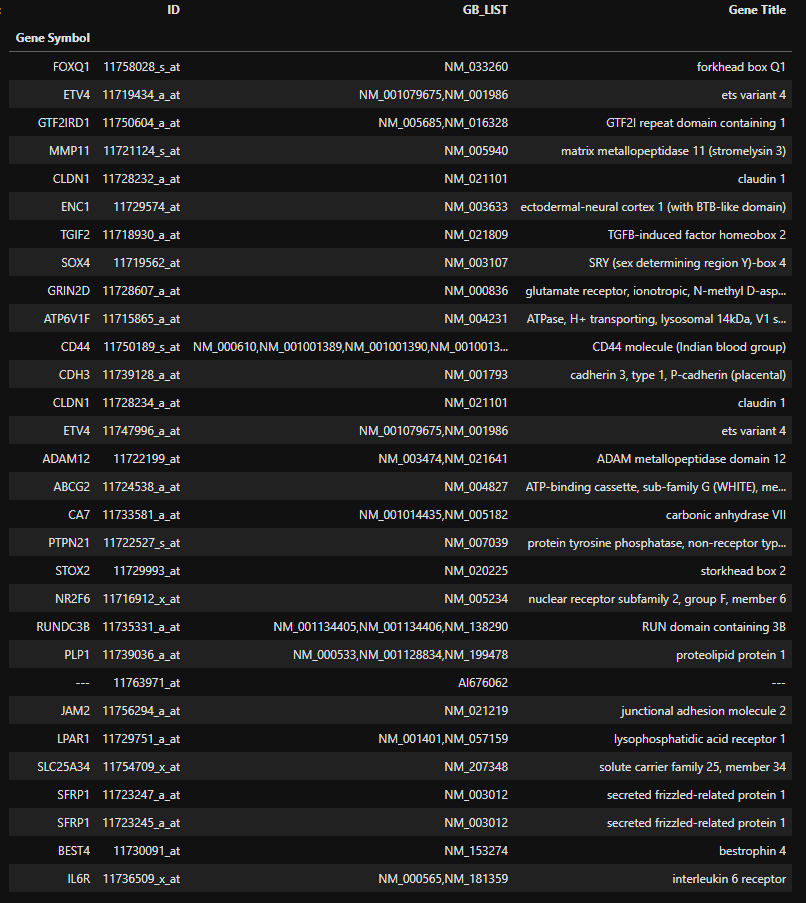 ID GB_LIST Gene Title
Gene Symbol
FOXQ1 11758028_s_at NM_033260 forkhead box Q1
ETV4 11719434_a_at NM_001079675,NM_001986 ets variant 4
GTF2IRD1 11750604_a_at NM_005685,NM_016328 GTF2I repeat domain containing 1
MMP11 11721124_s_at NM_005940 matrix metallopeptidase 11 (stromelysin 3)
CLDN1 11728232_a_at NM_021101 claudin 1
ENC1 11729574_at NM_003633 ectodermal-neural cortex 1 (with BTB-like domain)
TGIF2 11718930_a_at NM_021809 TGFB-induced factor homeobox 2
SOX4 11719562_at NM_003107 SRY (sex determining region Y)-box 4
GRIN2D 11728607_a_at NM_000836 glutamate receptor, ionotropic, N-methyl D-asp...
ATP6V1F 11715865_a_at NM_004231 ATPase, H+ transporting, lysosomal 14kDa, V1 s...
CD44 11750189_s_at NM_000610,NM_001001389,NM_001001390,NM_0010013... CD44 molecule (Indian blood group)
CDH3 11739128_a_at NM_001793 cadherin 3, type 1, P-cadherin (placental)
CLDN1 11728234_a_at NM_021101 claudin 1
ETV4 11747996_a_at NM_001079675,NM_001986 ets variant 4
ADAM12 11722199_at NM_003474,NM_021641 ADAM metallopeptidase domain 12
ABCG2 11724538_a_at NM_004827 ATP-binding cassette, sub-family G (WHITE), me...
CA7 11733581_a_at NM_001014435,NM_005182 carbonic anhydrase VII
PTPN21 11722527_s_at NM_007039 protein tyrosine phosphatase, non-receptor typ...
STOX2 11729993_at NM_020225 storkhead box 2
NR2F6 11716912_x_at NM_005234 nuclear receptor subfamily 2, group F, member 6
RUNDC3B 11735331_a_at NM_001134405,NM_001134406,NM_138290 RUN domain containing 3B
PLP1 11739036_a_at NM_000533,NM_001128834,NM_199478 proteolipid protein 1
--- 11763971_at AI676062 ---
JAM2 11756294_a_at NM_021219 junctional adhesion molecule 2
LPAR1 11729751_a_at NM_001401,NM_057159 lysophosphatidic acid receptor 1
SLC25A34 11754709_x_at NM_207348 solute carrier family 25, member 34
SFRP1 11723247_a_at NM_003012 secreted frizzled-related protein 1
SFRP1 11723245_a_at NM_003012 secreted frizzled-related protein 1
BEST4 11730091_at NM_153274 bestrophin 4
IL6R 11736509_x_at NM_000565,NM_181359 interleukin 6 receptor